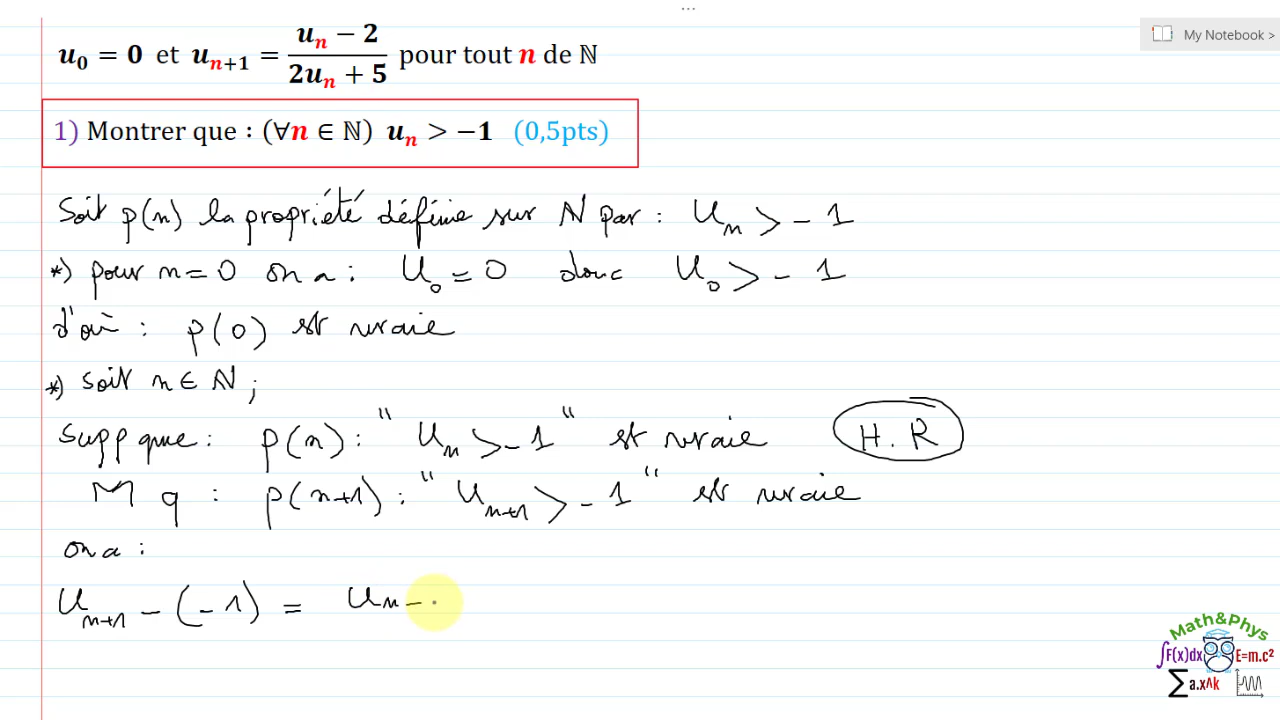 ...
My Notebook >
u₀ = 0 et uₙ₊₁ = (uₙ − 2)/(2uₙ + 5) pour tout n de ℕ
1) Montrer que : (∀n ∈ ℕ) uₙ > −1 (0,5pts)
Soit p(n) la propriété définie sur ℕ par : Uₙ > − 1
*) pour n = 0 on a : U₀ = 0 donc U₀ > − 1
d'où : p(0) est vraie
*) soit n ∈ ℕ ;
Supp que : p(n) : " Uₙ > − 1 " est vraie H.R
M q : p(n+1) : " Uₙ₊₁ > − 1 " est vraie
on a :
Uₙ₊₁ − (− 1) = Uₙ −
Math&Phys
∫F(x)dx E=m.c²
∑ a.x^k